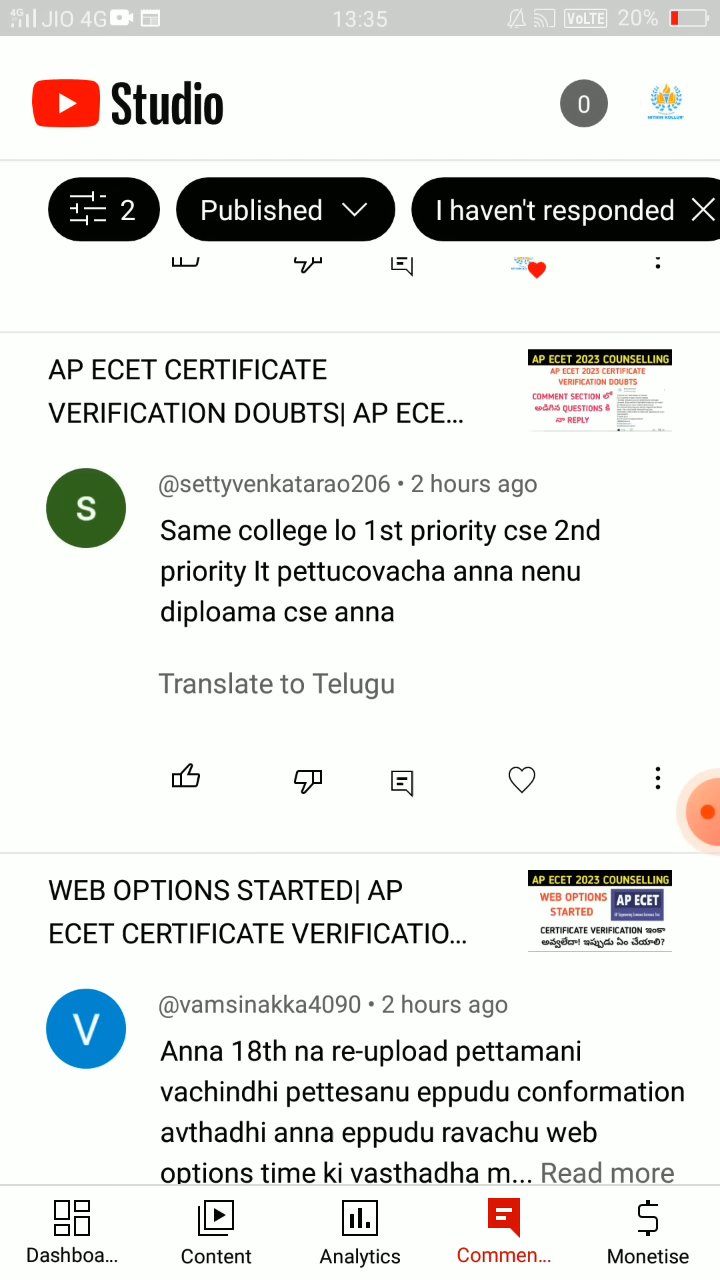 4G JIO 4G 13:35 VoLTE 20%
Studio
0
2 Published I haven't responded
AP ECET CERTIFICATE
VERIFICATION DOUBTS| AP ECE...
AP ECET 2023 COUNSELLING
AP ECET 2023 CERTIFICATE
VERIFICATION DOUBTS
COMMENT SECTION లో
అడిగిన QUESTIONS కి
నా REPLY
@settyvenkatarao206 • 2 hours ago
S
Same college lo 1st priority cse 2nd
priority It pettucovacha anna nenu
diploama cse anna
Translate to Telugu
WEB OPTIONS STARTED| AP
ECET CERTIFICATE VERIFICATIO...
AP ECET 2023 COUNSELLING
WEB OPTIONS
STARTED
AP ECET
CERTIFICATE VERIFICATION ఇంకా
అవ్వలేదా! ఇప్పుడు ఏం చేయాలి?
@vamsinakka4090 • 2 hours ago
V
Anna 18th na re-upload pettamani
vachindhi pettesanu eppudu conformation
avthadhi anna eppudu ravachu web
options time ki vasthadha m... Read more
Dashboa... Content Analytics Commen... Monetise